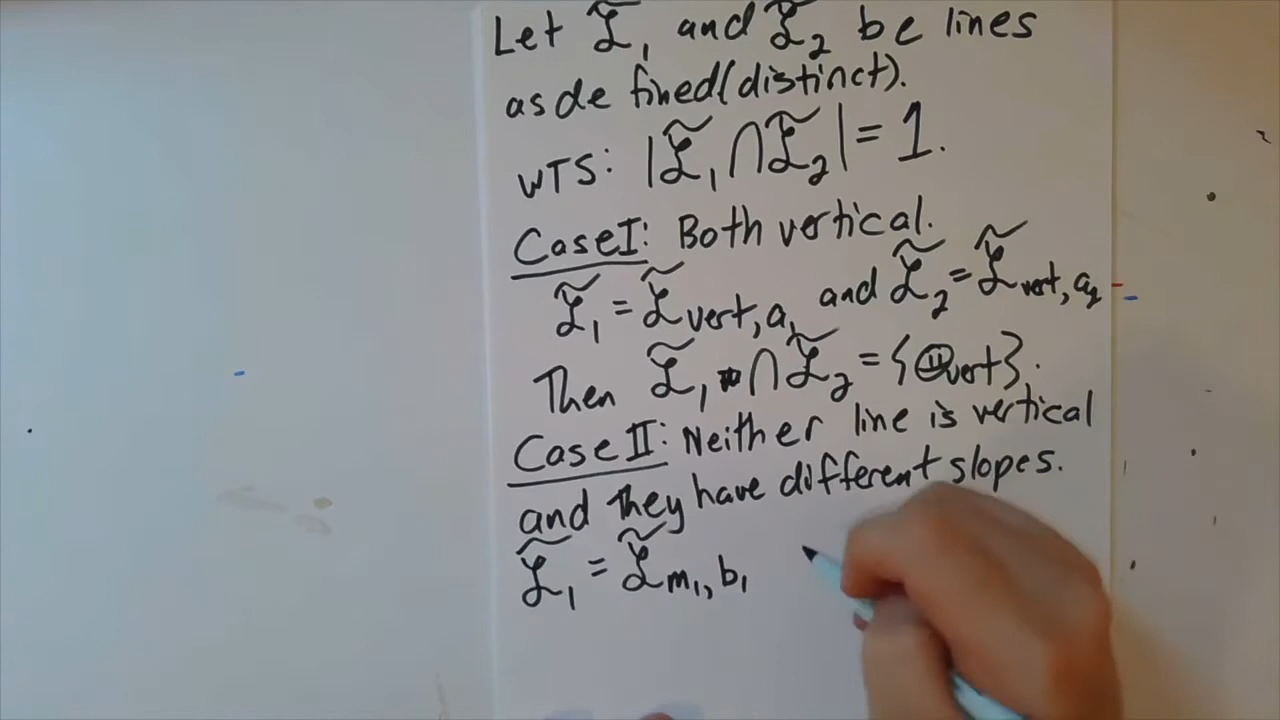 Let ℒ̃₁ and ℒ̃₂ be lines
as defined (distinct).
WTS: |ℒ̃₁ ∩ ℒ̃₂| = 1.
Case I: Both vertical.
ℒ̃₁ = ℒ̃vert, a₁ and ℒ̃₂ = ℒ̃vert, a₂
Then ℒ̃₁ ∩ ℒ̃₂ = {vert}.
Case II: Neither line is vertical
and they have different slopes.
ℒ̃₁ = ℒ̃m₁, b₁